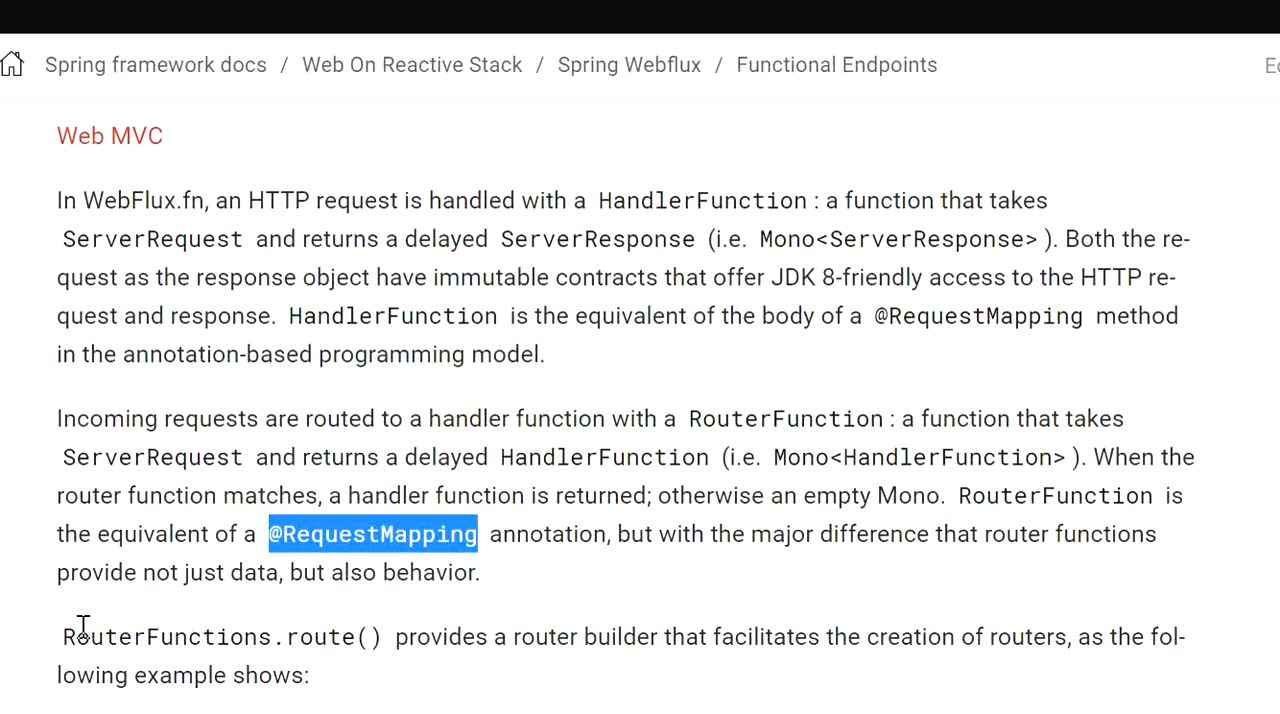 Spring framework docs / Web On Reactive Stack / Spring Webflux / Functional Endpoints
Web MVC
In WebFlux.fn, an HTTP request is handled with a HandlerFunction : a function that takes
ServerRequest and returns a delayed ServerResponse (i.e. Mono<ServerResponse> ). Both the re-
quest as the response object have immutable contracts that offer JDK 8-friendly access to the HTTP re-
quest and response. HandlerFunction is the equivalent of the body of a @RequestMapping method
in the annotation-based programming model.
Incoming requests are routed to a handler function with a RouterFunction : a function that takes
ServerRequest and returns a delayed HandlerFunction (i.e. Mono<HandlerFunction> ). When the
router function matches, a handler function is returned; otherwise an empty Mono. RouterFunction is
the equivalent of a @RequestMapping annotation, but with the major difference that router functions
provide not just data, but also behavior.
RouterFunctions.route() provides a router builder that facilitates the creation of routers, as the fol-
lowing example shows: